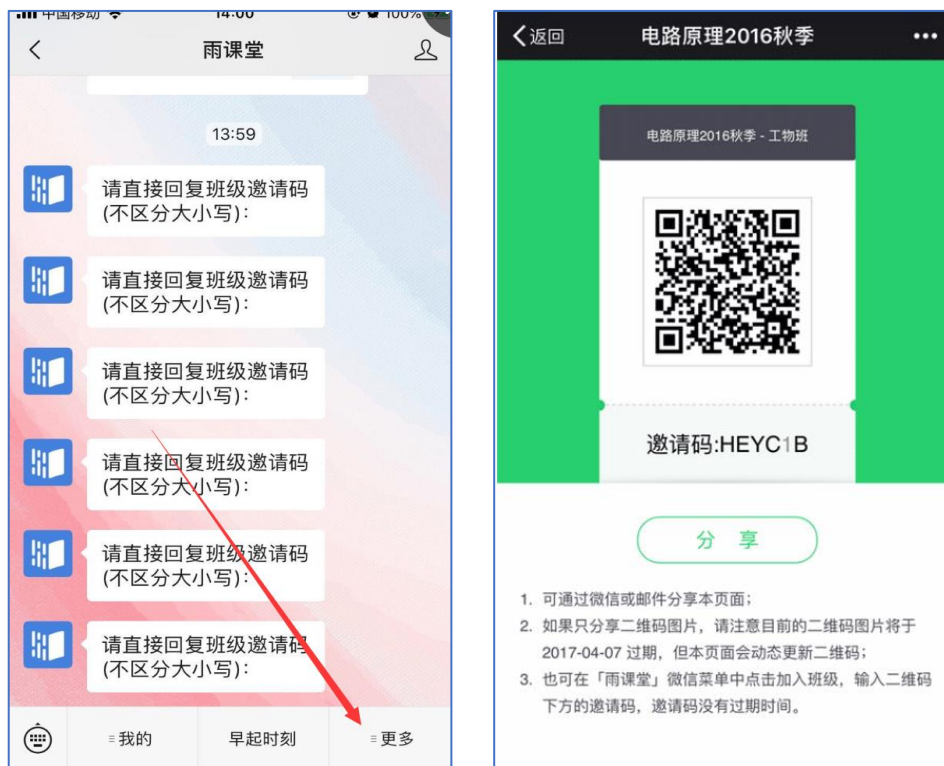 中国移动
14:00
100%
雨课堂
13:59
请直接回复班级邀请码
(不区分大小写)：
请直接回复班级邀请码
(不区分大小写)：
请直接回复班级邀请码
(不区分大小写)：
请直接回复班级邀请码
(不区分大小写)：
请直接回复班级邀请码
(不区分大小写)：
请直接回复班级邀请码
(不区分大小写)：
我的
早起时刻
更多
返回
电路原理2016秋季
电路原理2016秋季 - 工物班
邀请码:HEYC1B
分 享
1. 可通过微信或邮件分享本页面；
2. 如果只分享二维码图片，请注意目前的二维码图片将于
2017-04-07 过期，但本页面会动态更新二维码；
3. 也可在「雨课堂」微信菜单中点击加入班级，输入二维码
下方的邀请码，邀请码没有过期时间。